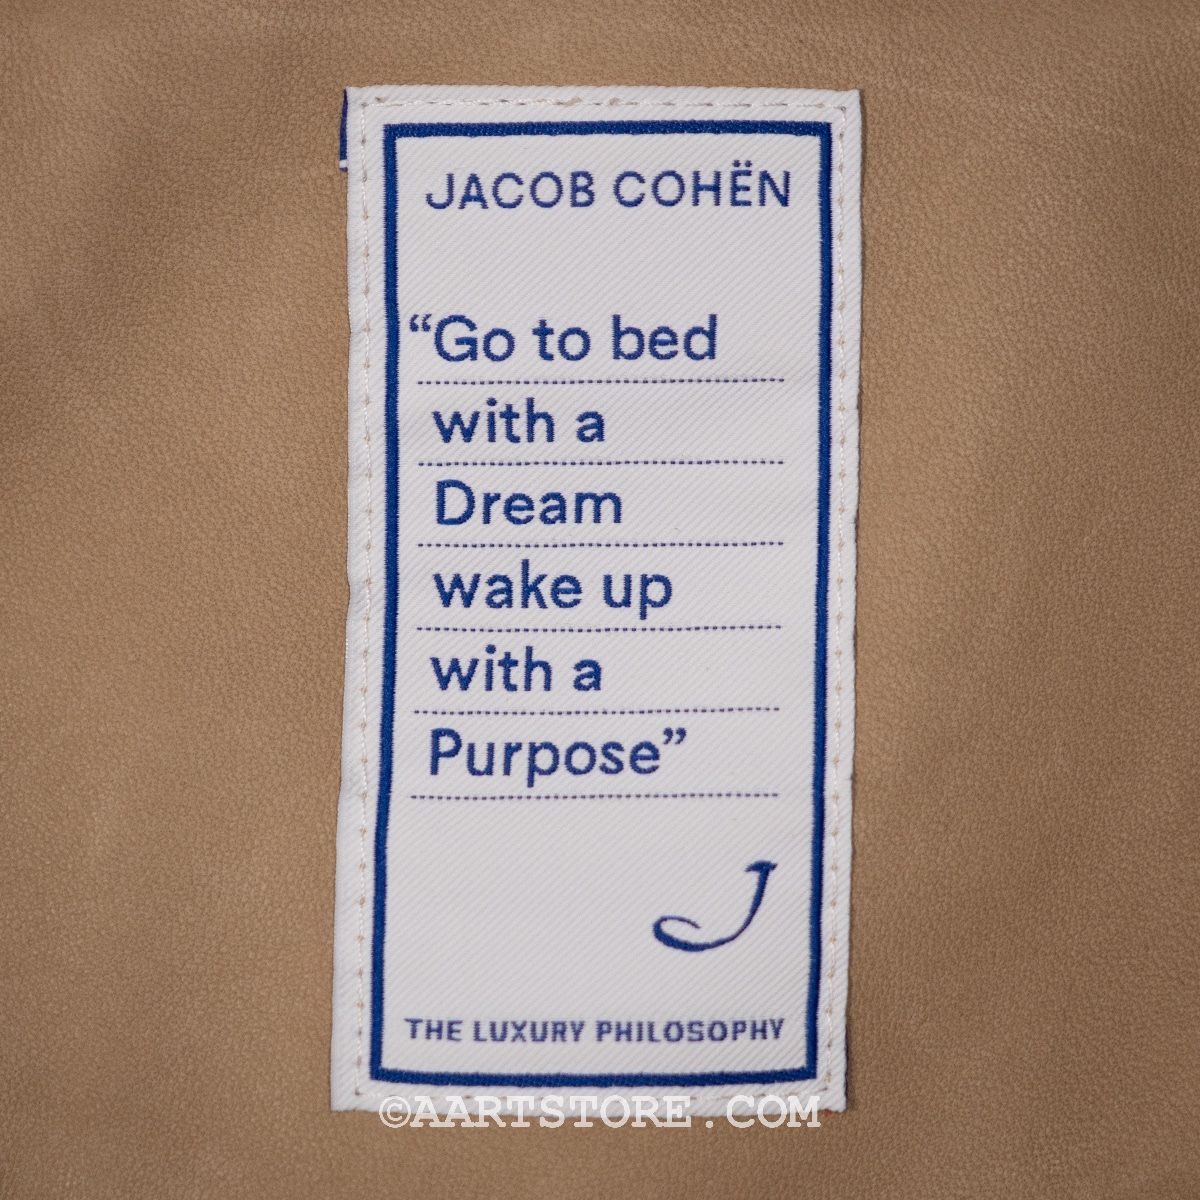 JACOB COHËN
“Go to bed
with a
Dream
wake up
with a
Purpose”
J
THE LUXURY PHILOSOPHY
©AARTSTORE.COM